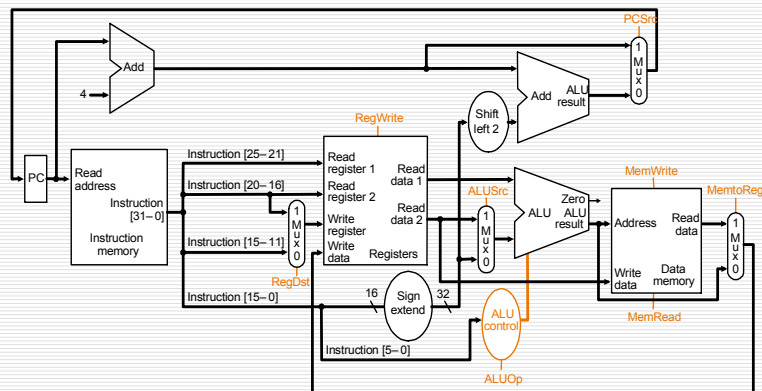 PCSrc
Add
4
1
M
u
x
0
Add
ALU
result
Shift
left 2
RegWrite
PC
Read
address
Instruction
[31–0]
Instruction
memory
Instruction [25–21]
Instruction [20–16]
Instruction [15–11]
Instruction [15–0]
Instruction [5–0]
1
M
u
x
0
RegDst
Read
register 1
Read
register 2
Write
register
Write
data
Read
data 1
Read
data 2
Registers
16
Sign
extend
32
ALUSrc
1
M
u
x
0
Zero
ALU
ALU
result
ALU
control
ALUOp
MemWrite
Address
Read
data
Write
data
Data
memory
MemRead
MemtoReg
1
M
u
x
0